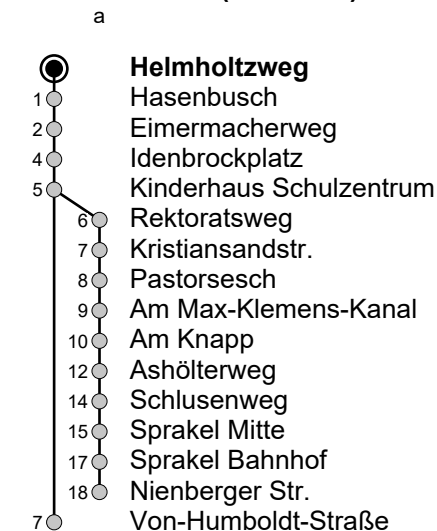 a
Helmholtzweg
1 Hasenbusch
2 Eimermacherweg
4 Idenbrockplatz
5 Kinderhaus Schulzentrum
6 Rektoratsweg
7 Kristiansandstr.
8 Pastorsesch
9 Am Max-Klemens-Kanal
10 Am Knapp
12 Ashölterweg
14 Schlusenweg
15 Sprakel Mitte
17 Sprakel Bahnhof
18 Nienberger Str.
7 Von-Humboldt-Straße